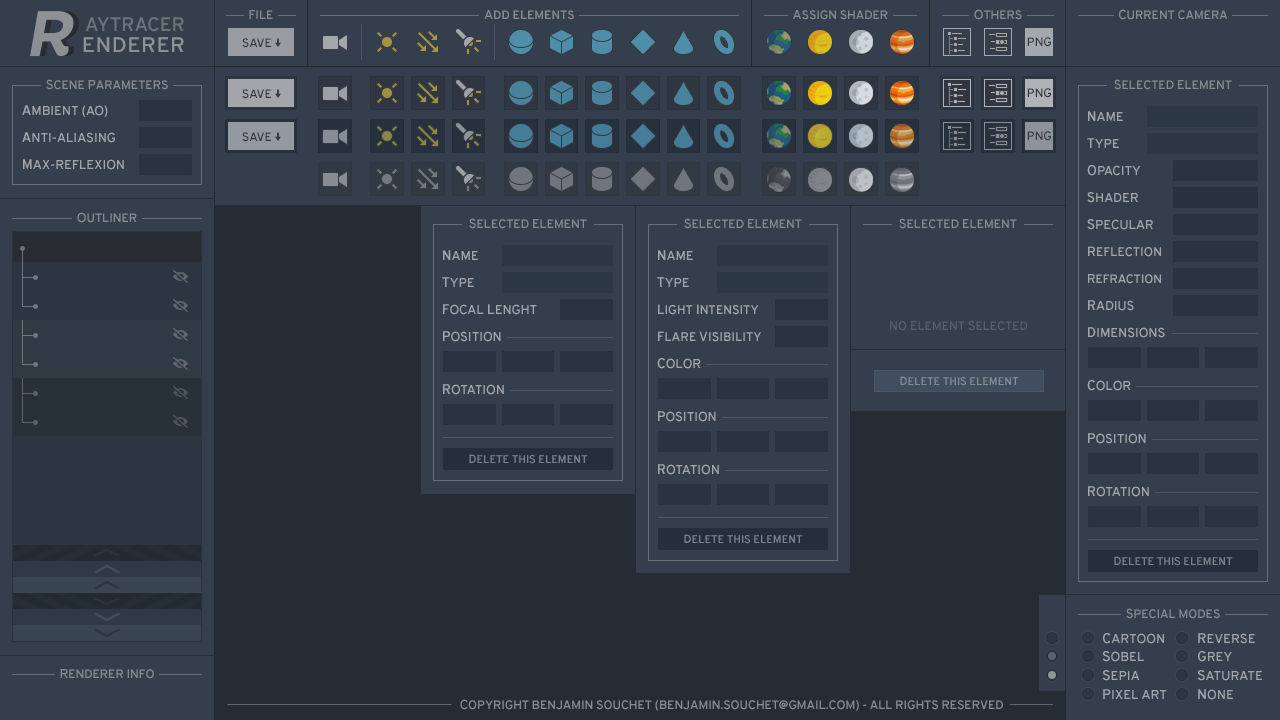 RAYTRACER
RENDERER
FILE
ADD ELEMENTS
ASSIGN SHADER
OTHERS
CURRENT CAMERA
SAVE
PNG
SCENE PARAMETERS
AMBIENT (AO)
ANTI-ALIASING
MAX-REFLEXION
SAVE
PNG
SAVE
PNG
OUTLINER
RENDERER INFO
SELECTED ELEMENT
NAME
TYPE
FOCAL LENGHT
POSITION
ROTATION
DELETE THIS ELEMENT
SELECTED ELEMENT
NAME
TYPE
LIGHT INTENSITY
FLARE VISIBILITY
COLOR
POSITION
ROTATION
DELETE THIS ELEMENT
SELECTED ELEMENT
NO ELEMENT SELECTED
DELETE THIS ELEMENT
SELECTED ELEMENT
NAME
TYPE
OPACITY
SHADER
SPECULAR
REFLECTION
REFRACTION
RADIUS
DIMENSIONS
COLOR
POSITION
ROTATION
DELETE THIS ELEMENT
SPECIAL MODES
CARTOON REVERSE
SOBEL GREY
SEPIA SATURATE
PIXEL ART NONE
COPYRIGHT BENJAMIN SOUCHET (BENJAMIN.SOUCHET@GMAIL.COM) - ALL RIGHTS RESERVED